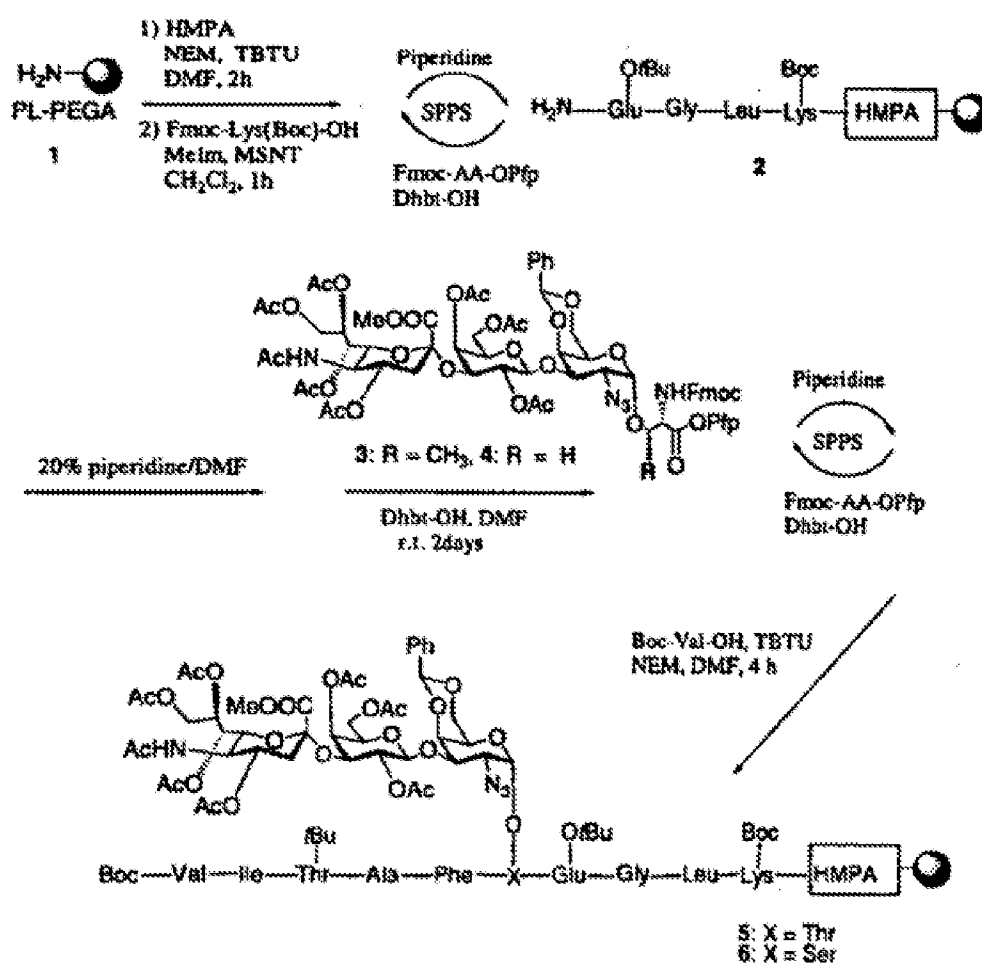 1) HMPA
NEM, TBTU
DMF, 2h
2) Fmoc-Lys(Boc)-OH
MeIm, MSNT
CH₂Cl₂, 1h
H₂N
PL-PEGA
1
Piperidine
SPPS
Fmoc-AA-OPfp
Dhbt-OH
OtBu
Boc
H₂N—Glu—Gly—Leu—Lys—HMPA
2
Ph
AcO
OAc
AcO
MeOOC
OAc
AcHN
AcO
AcO
OAc
N₃
NHFmoc
OPfp
O
R
20% piperidine/DMF
3: R = CH₃, 4: R = H
Dhbt-OH, DMF
r.t. 2days
Piperidine
SPPS
Fmoc-AA-OPfp
Dhbt-OH
Boc-Val-OH, TBTU
NEM, DMF, 4 h
Ph
AcO
OAc
AcO
MeOOC
OAc
AcHN
AcO
AcO
OAc
N₃
O
tBu
OtBu
Boc
Boc—Val—Ile—Thr—Ala—Phe—X—Glu—Gly—Leu—Lys—HMPA
5: X = Thr
6: X = Ser